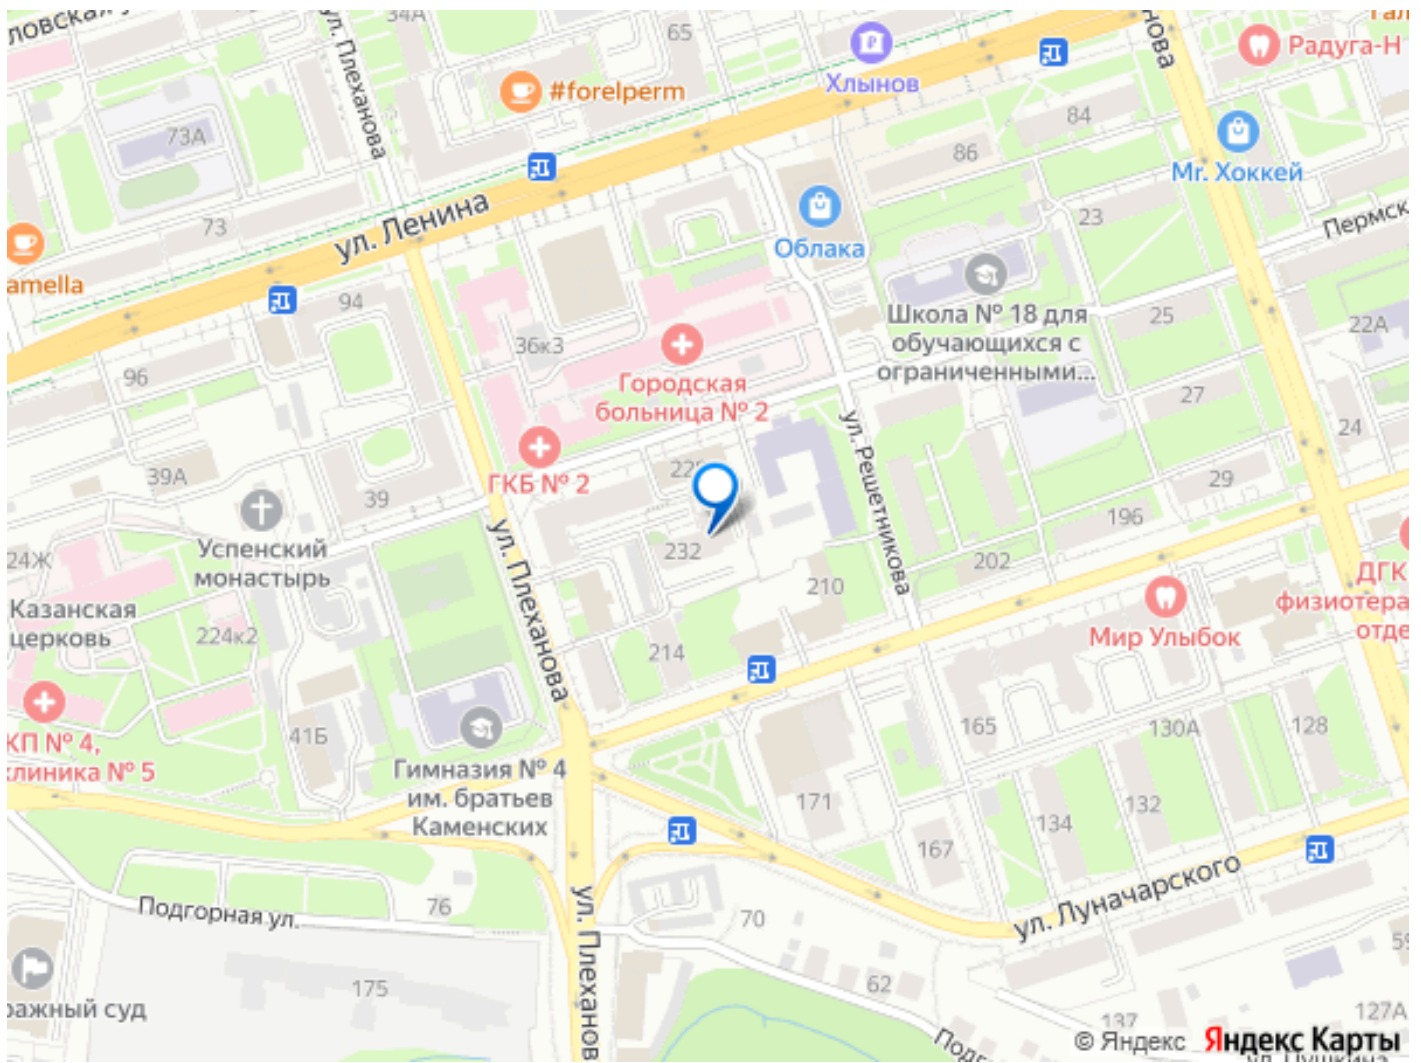 ловская
ул. Плеханова
34А
65
Хлынов
нова
Гал
Радуга-Н
#forelperm
73А
84
86
Mr. Хоккей
73
ул. Ленина
Облака
23
Пермск
amella
94
36к3
Школа № 18 для
обучающихся с
ограниченными...
25
22А
96
Городская
больница № 2
ул. Решетникова
27
24
39А
39
ГКБ № 2
29
Успенский
монастырь
ул. Плеханова
232
196
24Ж
202
210
ДГК
физиотера
отде
Казанская
церковь
224к2
214
Мир Улыбок
КП № 4,
клиника № 5
41Б
165
130А
128
Гимназия № 4
им. братьев
Каменских
171
132
134
167
ул. Луначарского
Подгорная ул.
76
70
ул. Плеханов
62
175
ражный суд
59
127А
137
Подг
© Яндекс Яндекс Карты
ул. Пушкина